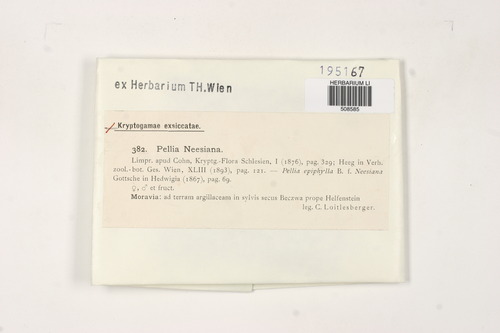 195167
ex Herbarium TH.Wien
HERBARIUM LI
508585
Kryptogamae exsiccatae.
382. Pellia Neesiana.
Limpr. apud Cohn, Kryptg.-Flora Schlesien, I (1876), pag. 329; Heeg in Verh.
zool.-bot. Ges. Wien, XLIII (1893), pag. 121. — Pellia epiphylla B. f. Neesiana
Gottsche in Hedwigia (1867), pag. 69.
♀, ♂ et fruct.
Moravia: ad terram argillaceam in sylvis secus Beczwa prope Helfenstein
leg. C. Loitlesberger.